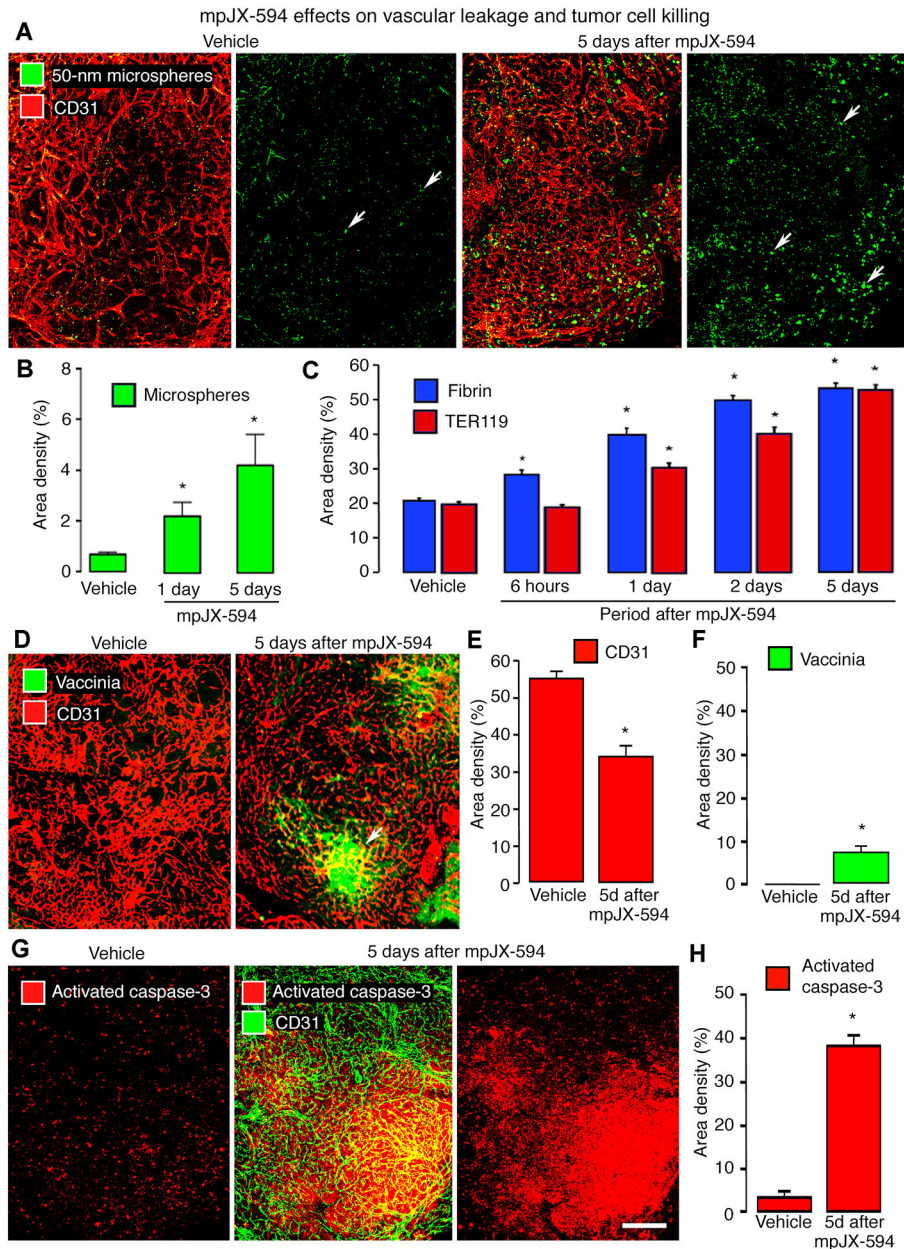 mpJX-594 effects on vascular leakage and tumor cell killing
A
Vehicle
5 days after mpJX-594
50-nm microspheres
CD31
B
Area density (%)
8
6
4
2
0
Microspheres
*
*
Vehicle
1 day
5 days
mpJX-594
C
Area density (%)
60
50
40
30
20
10
0
Fibrin
TER119
*
*
*
*
*
*
*
Vehicle
6 hours
1 day
2 days
5 days
Period after mpJX-594
D
Vehicle
5 days after mpJX-594
Vaccinia
CD31
E
CD31
Area density (%)
60
50
40
30
20
10
0
*
Vehicle
5d after
mpJX-594
F
Vaccinia
Area density (%)
50
40
30
20
10
0
*
Vehicle
5d after
mpJX-594
G
Vehicle
5 days after mpJX-594
Activated caspase-3
Activated caspase-3
CD31
H
Activated
caspase-3
Area density (%)
50
40
30
20
10
0
*
Vehicle
5d after
mpJX-594